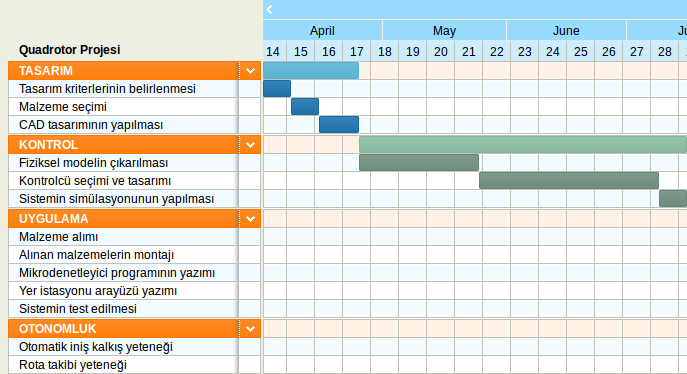 April May June Ju
Quadrotor Projesi 14 15 16 17 18 19 20 21 22 23 24 25 26 27 28
TASARIM
Tasarım kriterlerinin belirlenmesi
Malzeme seçimi
CAD tasarımının yapılması
KONTROL
Fiziksel modelin çıkarılması
Kontrolcü seçimi ve tasarımı
Sistemin simülasyonunun yapılması
UYGULAMA
Malzeme alımı
Alınan malzemelerin montajı
Mikrodenetleyici programının yazımı
Yer istasyonu arayüzü yazımı
Sistemin test edilmesi
OTONOMLUK
Otomatik iniş kalkış yeteneği
Rota takibi yeteneği